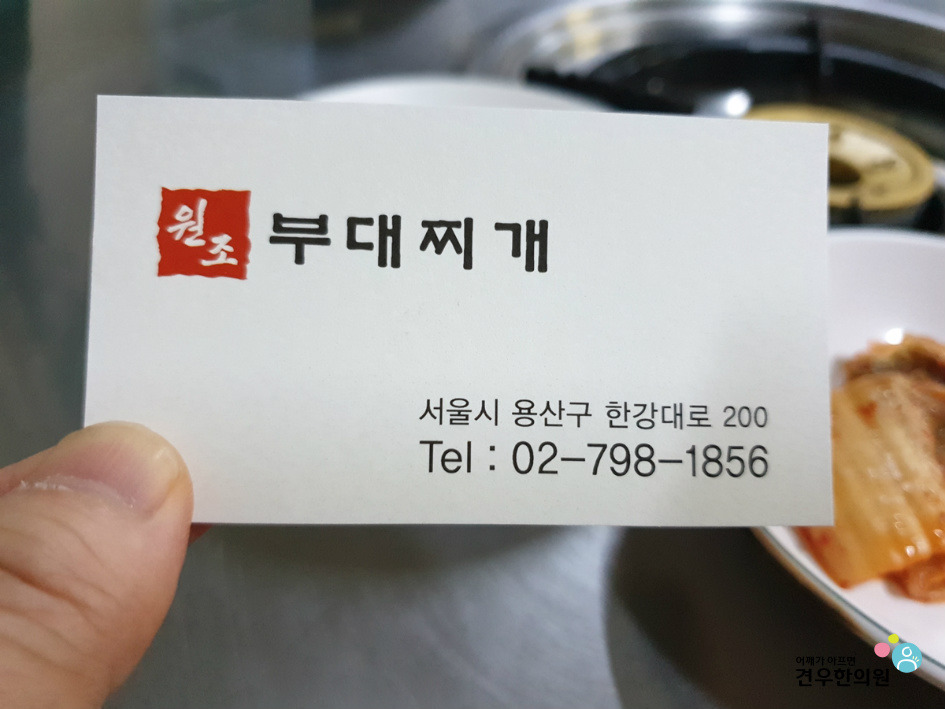 원조 부대찌개
서울시 용산구 한강대로 200
Tel : 02-798-1856
어깨가 아프면
견우한의원